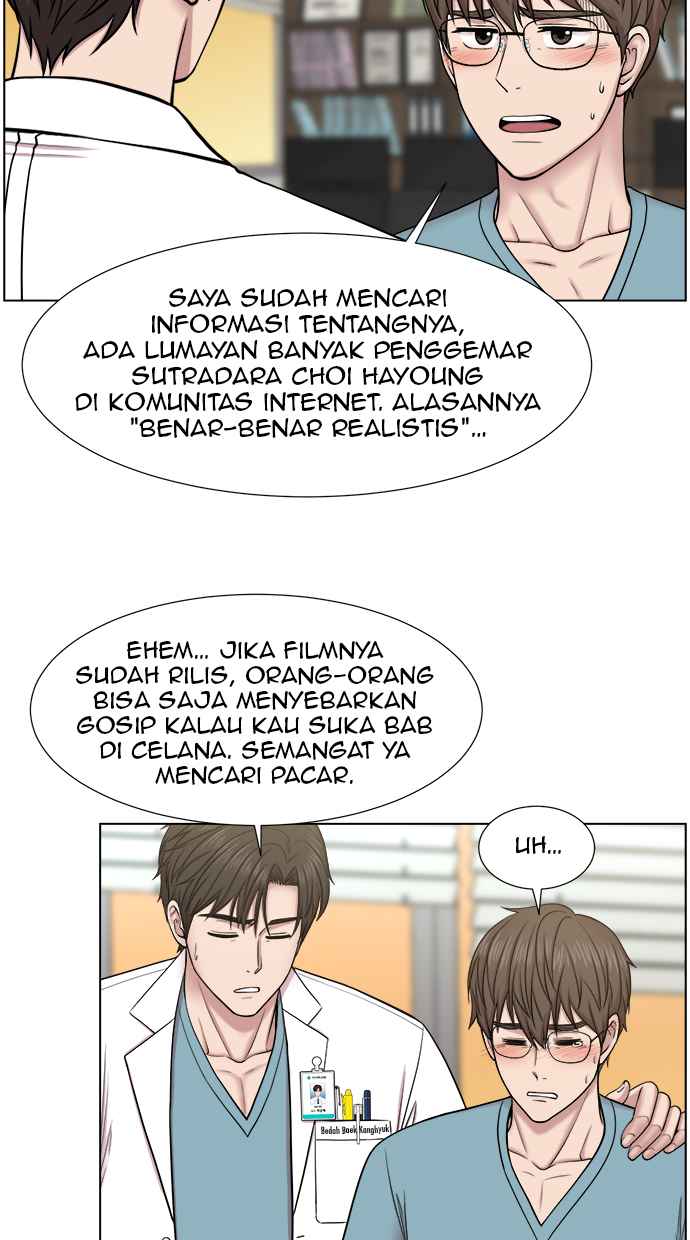 SAYA SUDAH MENCARI
INFORMASI TENTANGNYA,
ADA LUMAYAN BANYAK PENGGEMAR
SUTRADARA CHOI HAYOUNG
DI KOMUNITAS INTERNET. ALASANNYA
"BENAR-BENAR REALISTIS"...
EHEM... JIKA FILMNYA
SUDAH RILIS, ORANG-ORANG
BISA SAJA MENYEBARKAN
GOSIP KALAU KAU SUKA BAB
DI CELANA. SEMANGAT YA
MENCARI PACAR.
UH...
Bedah Baek Kanghyuk